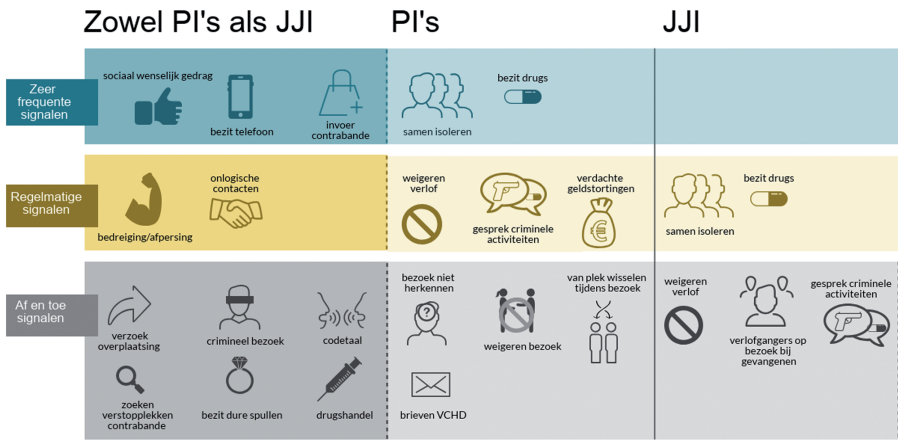 Zowel PI's als JJI
PI's
JJI
Zeer
frequente
signalen
sociaal wenselijk gedrag
bezit telefoon
invoer
contrabande
samen isoleren
bezit drugs
Regelmatige
signalen
bedreiging/afpersing
onlogische
contacten
weigeren
verlof
gesprek criminele
activiteiten
verdachte
geldstortingen
€
samen isoleren
bezit drugs
Af en toe
signalen
verzoek
overplaatsing
crimineel bezoek
codetaal
zoeken
verstopplekken
contrabande
bezit dure spullen
drugshandel
bezoek niet
herkennen
?
weigeren bezoek
van plek wisselen
tijdens bezoek
brieven VCHD
weigeren
verlof
verlofgangers op
bezoek bij
gevangenen
gesprek criminele
activiteiten